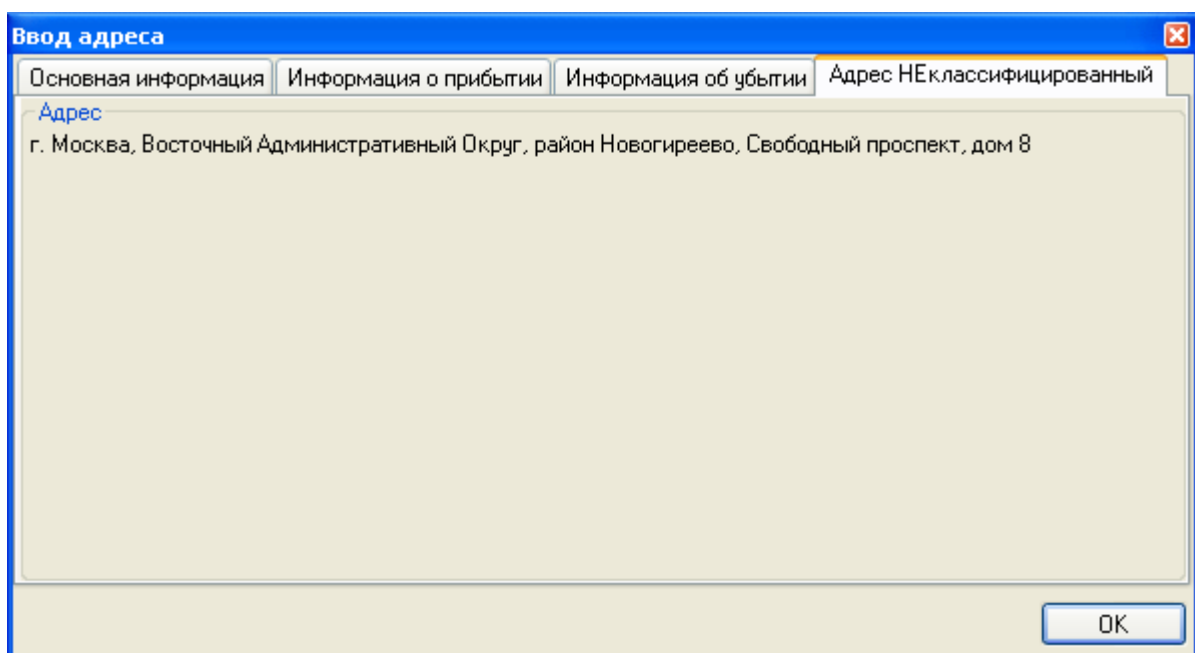 Ввод адреса
Основная информация Информация о прибытии Информация об убытии Адрес НЕклассифицированный
Адрес
г. Москва, Восточный Административный Округ, район Новогиреево, Свободный проспект, дом 8
OK